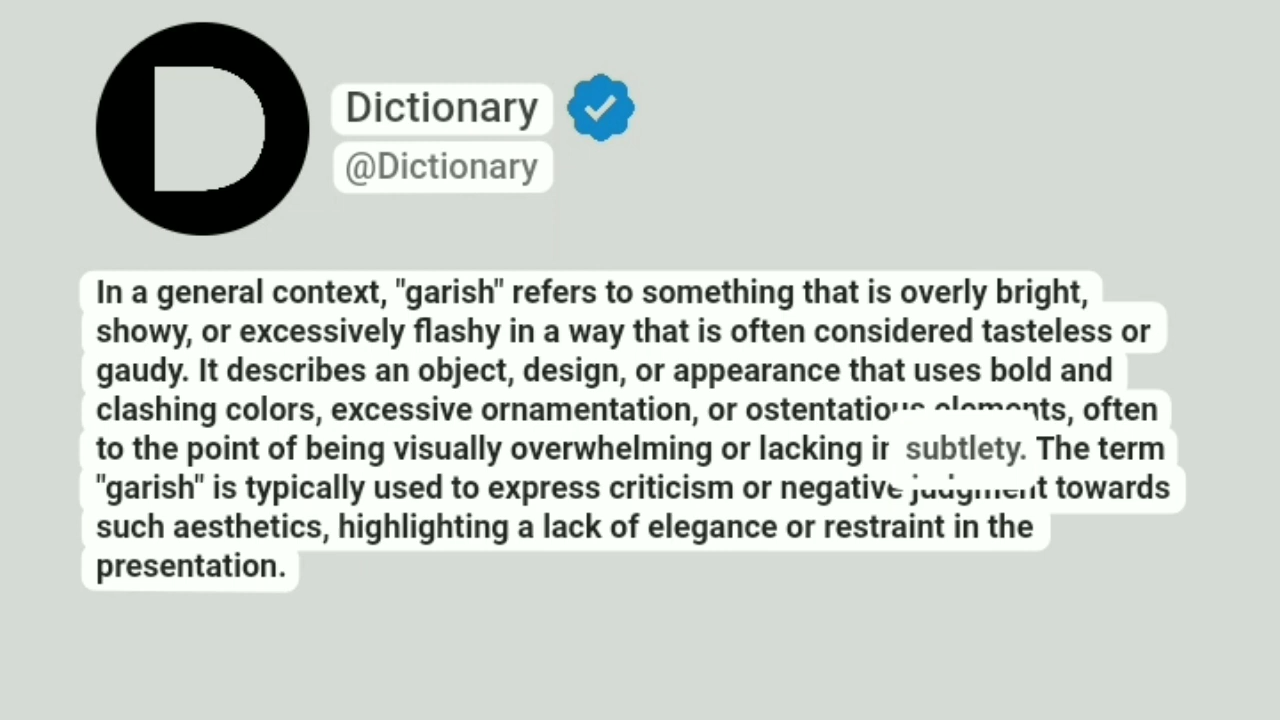 D
Dictionary
@Dictionary
In a general context, "garish" refers to something that is overly bright,
showy, or excessively flashy in a way that is often considered tasteless or
gaudy. It describes an object, design, or appearance that uses bold and
clashing colors, excessive ornamentation, or ostentatious elements, often
to the point of being visually overwhelming or lacking in subtlety. The term
"garish" is typically used to express criticism or negative judgment towards
such aesthetics, highlighting a lack of elegance or restraint in the
presentation.